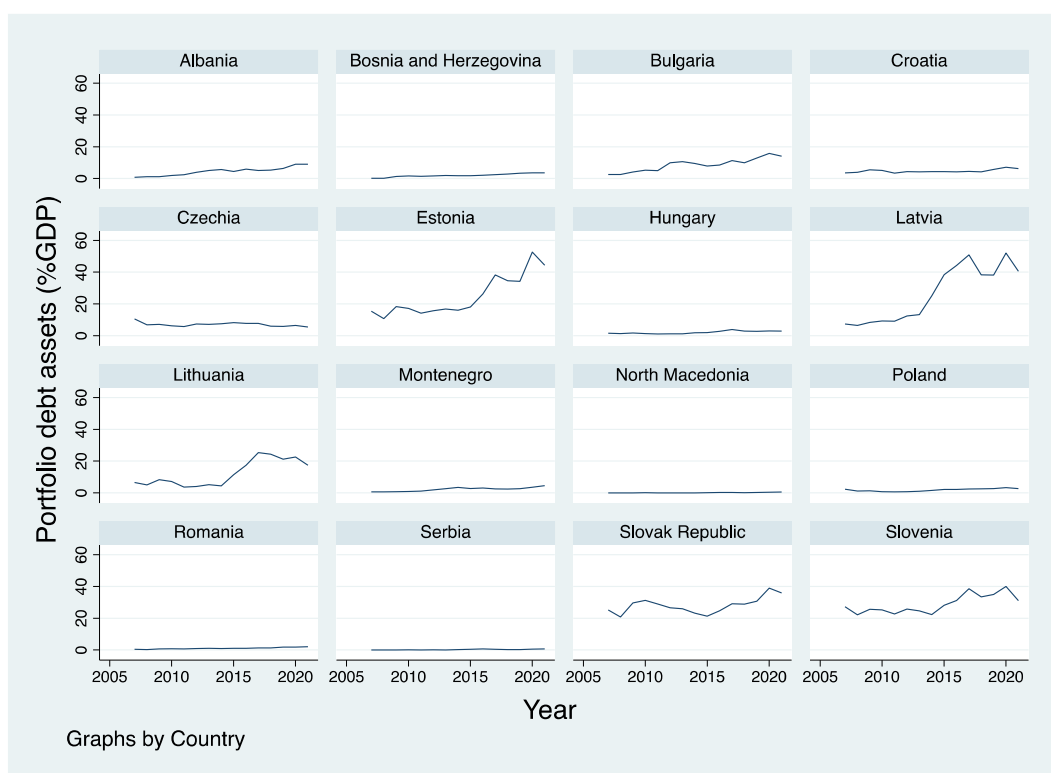 Albania Bosnia and Herzegovina Bulgaria Croatia
60
40
20
0
Czechia Estonia Hungary Latvia
60
40
20
0
Lithuania Montenegro North Macedonia Poland
60
40
20
0
Romania Serbia Slovak Republic Slovenia
60
40
20
0
2005 2010 2015 2020 2005 2010 2015 2020 2005 2010 2015 2020 2005 2010 2015 2020
Portfolio debt assets (%GDP)
Year
Graphs by Country